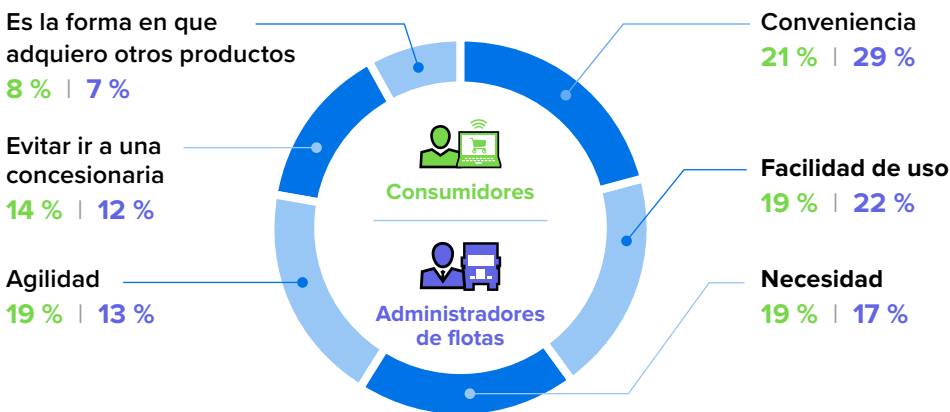 Es la forma en que
adquiero otros productos
8 % | 7 %
Evitar ir a una
concesionaria
14 % | 12 %
Agilidad
19 % | 13 %
Consumidores
Administradores
de flotas
Conveniencia
21 % | 29 %
Facilidad de uso
19 % | 22 %
Necesidad
19 % | 17 %